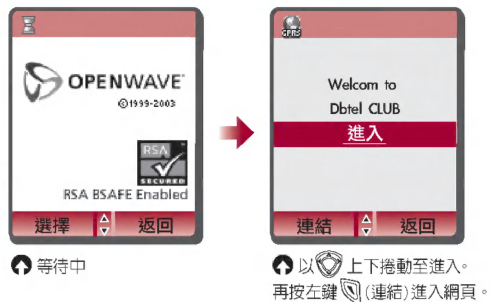 OPENWAVE
©1999-2003
RSA
SECURED
RSA BSAFE Enabled
選擇 返回
等待中
GPRS
Welcom to
Dbtel CLUB
進入
連結 返回
以 上下捲動至進入。
再按左鍵 (連結)進入網頁。